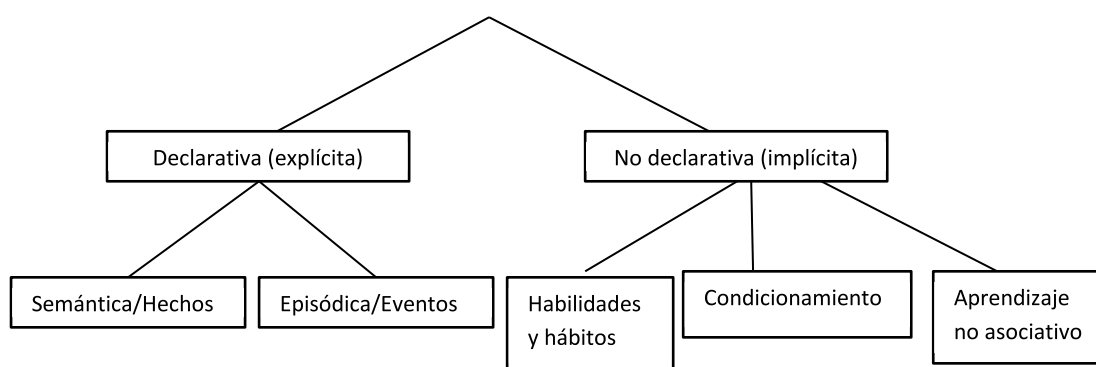 Declarativa (explícita)
No declarativa (implícita)
Semántica/Hechos
Episódica/Eventos
Habilidades
y hábitos
Condicionamiento
Aprendizaje
no asociativo